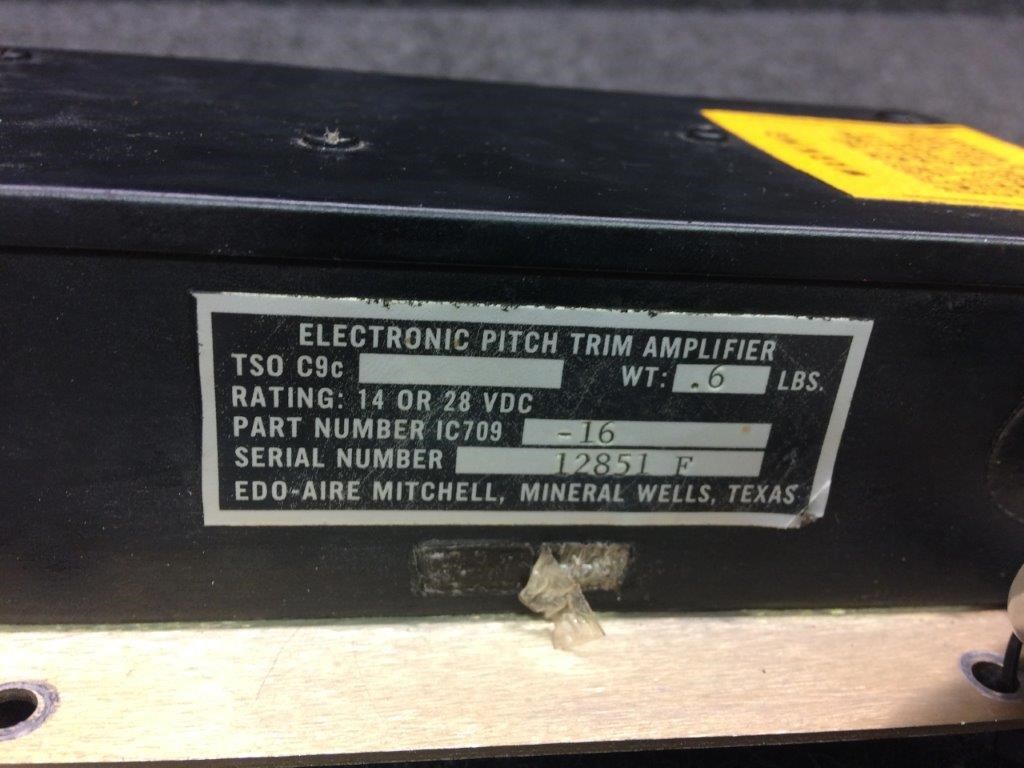 ELECTRONIC PITCH TRIM AMPLIFIER
TSO C9c WT: .6 LBS.
RATING: 14 OR 28 VDC
PART NUMBER IC709 -16
SERIAL NUMBER 12851 F
EDO-AIRE MITCHELL, MINERAL WELLS, TEXAS